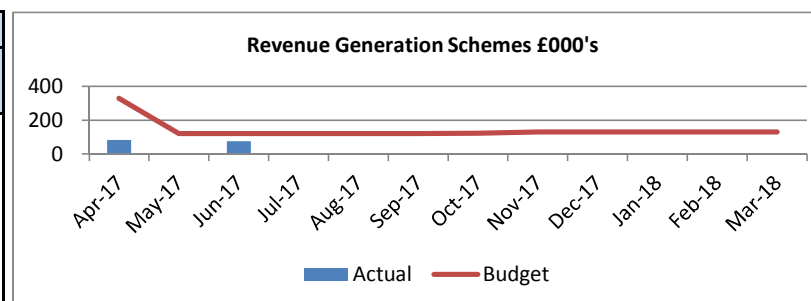 Revenue Generation Schemes £000's
400
200
0
Apr-17 May-17 Jun-17 Jul-17 Aug-17 Sep-17 Oct-17 Nov-17 Dec-17 Jan-18 Feb-18 Mar-18
Actual Budget